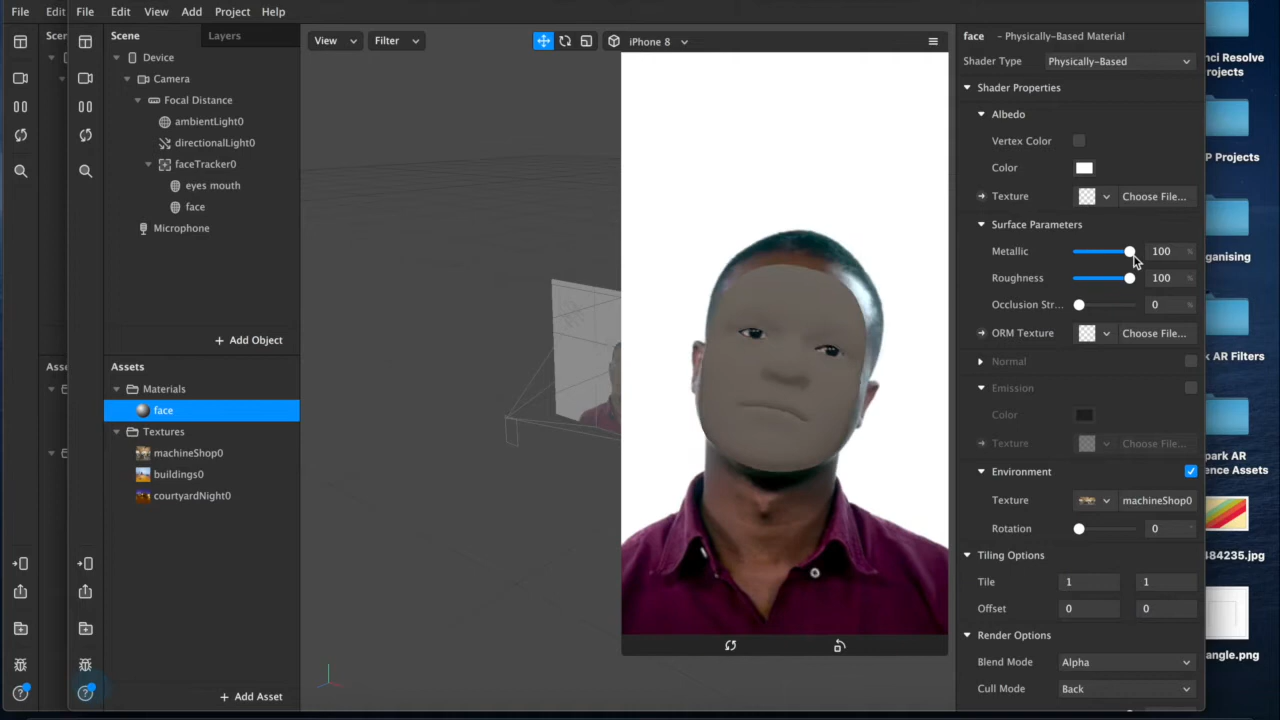 File
Edit
File
Edit
View
Add
Project
Help
Scene
Layers
Device
Camera
Focal Distance
ambientLight0
directionalLight0
faceTracker0
eyes mouth
face
Microphone
+ Add Object
Assets
Materials
face
Textures
machineShop0
buildings0
courtyardNight0
+ Add Asset
View
Filter
iPhone 8
face - Physically-Based Material
Shader Type Physically-Based
Shader Properties
Albedo
Vertex Color
Color
Texture Choose File...
Surface Parameters
Metallic 100 %
Roughness 100 %
Occlusion Str... 0 %
ORM Texture Choose File...
Normal
Emission
Color
Texture Choose File...
Environment
Texture machineShop0
Rotation 0 °
Tiling Options
Tile 1 1
Offset 0 0
Render Options
Blend Mode Alpha
Cull Mode Back
nci Resolve
rojects
P Projects
ganising
k AR Filters
park AR
ence Assets
484235.jpg
angle.png